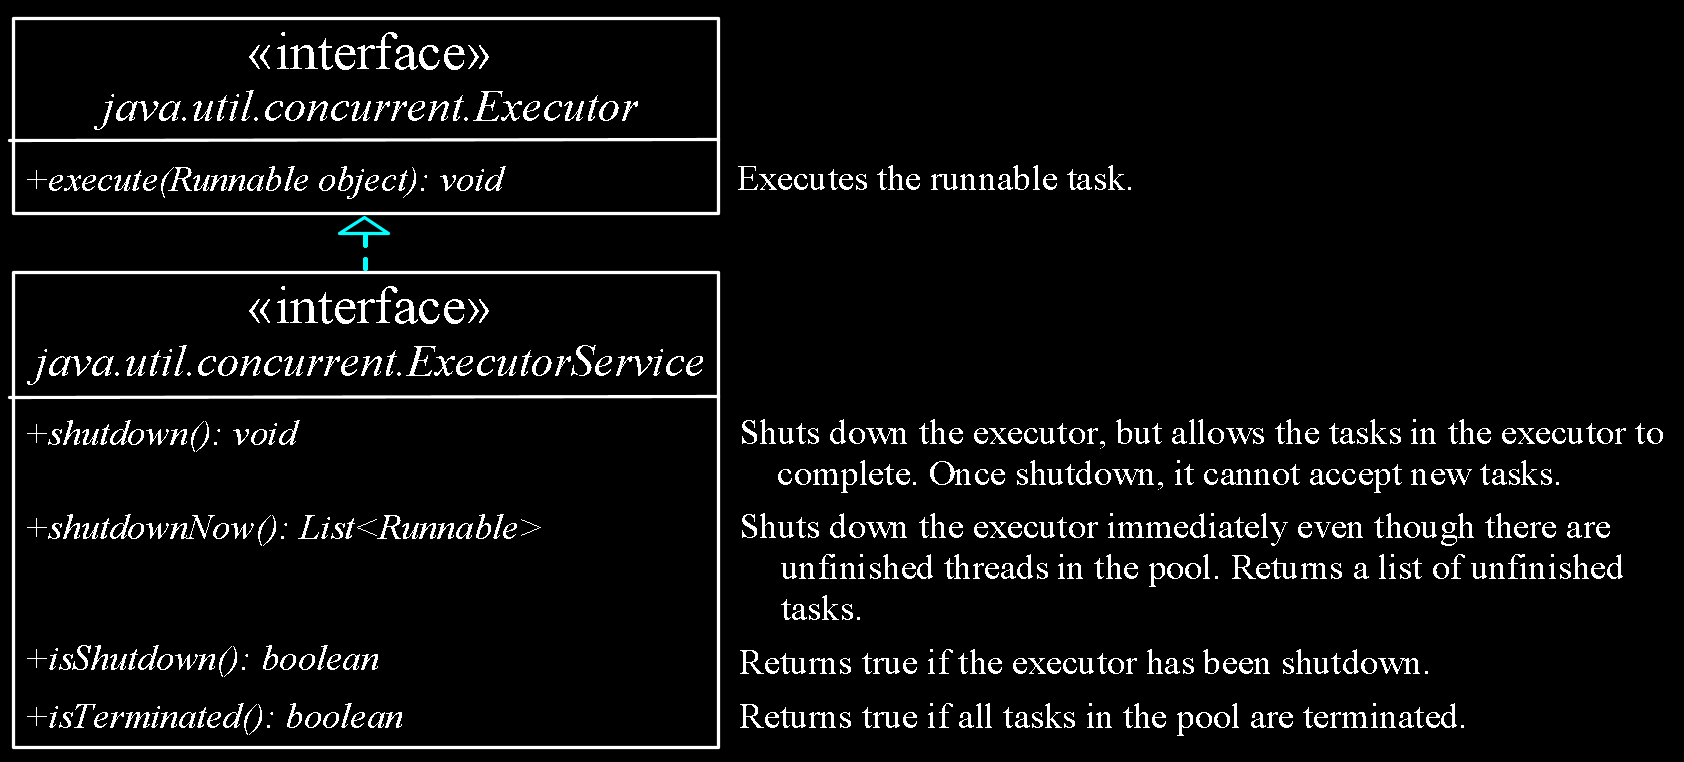 «interface»
java.util.concurrent.Executor
+execute(Runnable object): void
Executes the runnable task.
«interface»
java.util.concurrent.ExecutorService
+shutdown(): void
Shuts down the executor, but allows the tasks in the executor to
complete. Once shutdown, it cannot accept new tasks.
+shutdownNow(): List<Runnable>
Shuts down the executor immediately even though there are
unfinished threads in the pool. Returns a list of unfinished
tasks.
+isShutdown(): boolean
Returns true if the executor has been shutdown.
+isTerminated(): boolean
Returns true if all tasks in the pool are terminated.